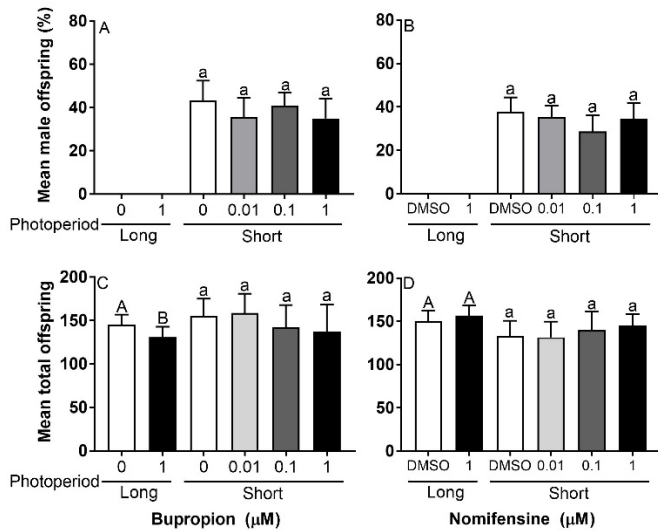 A
Mean male offspring (%)
80
60
40
20
0
a a a a
0 1 0 0.01 0.1 1
Photoperiod
Long Short
B
80
60
40
20
0
a a a a
DMSO 1 DMSO 0.01 0.1 1
Long Short
C
Mean total offspring
200
150
100
50
0
A B a a a a
0 1 0 0.01 0.1 1
Photoperiod
Long Short
Bupropion (μM)
D
200
150
100
50
0
A A a a a a
DMSO 1 DMSO 0.01 0.1 1
Long Short
Nomifensine (μM)